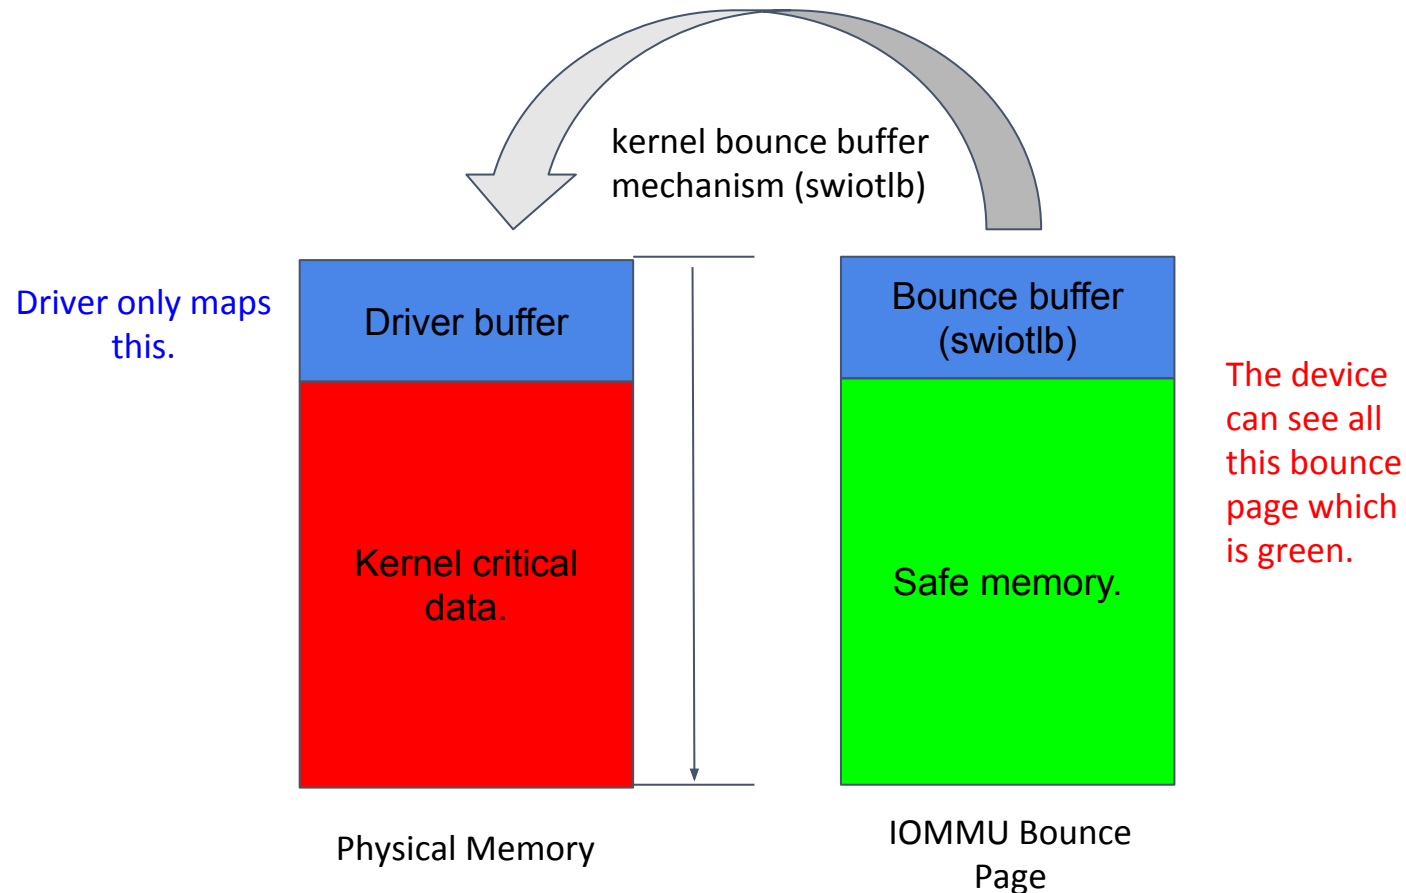 kernel bounce buffer
mechanism (swiotlb)
Driver only maps
this.
Driver buffer
Bounce buffer
(swiotlb)
The device
can see all
this bounce
page which
is green.
Kernel critical
data.
Safe memory.
Physical Memory
IOMMU Bounce
Page